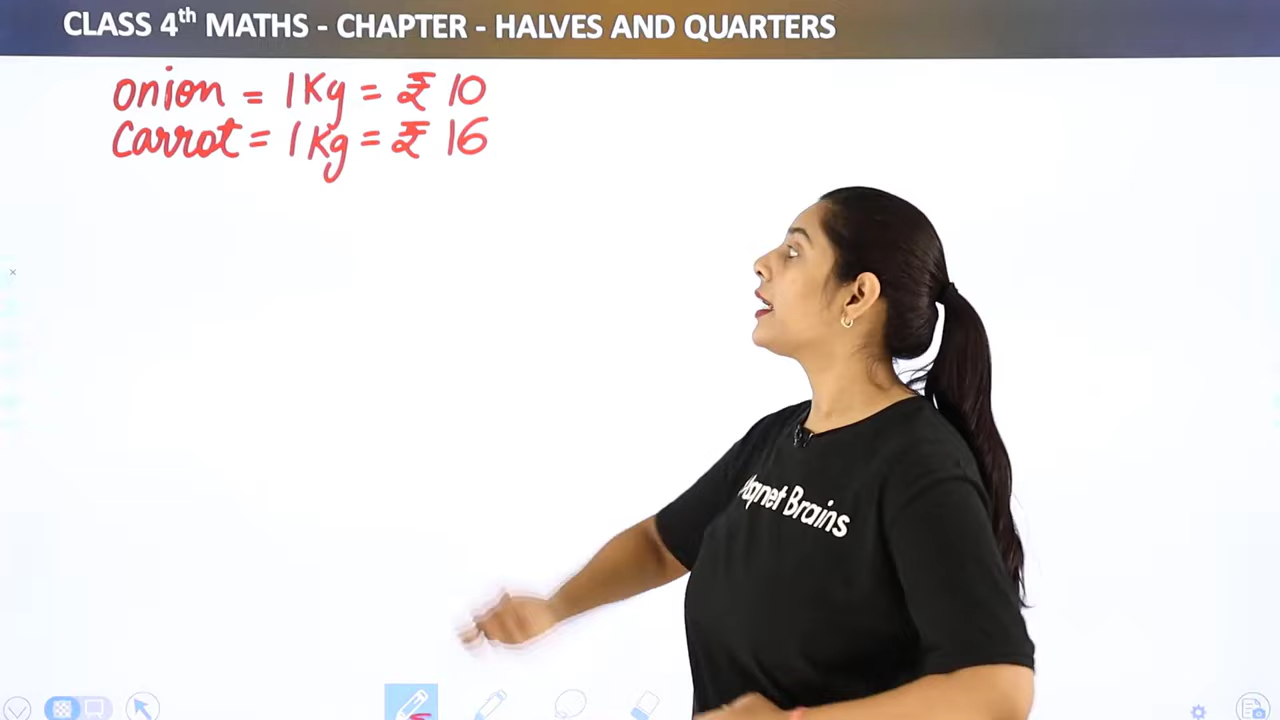 CLASS 4th MATHS - CHAPTER - HALVES AND QUARTERS
onion = 1 Kg = ₹ 10
Carrot = 1 Kg = ₹ 16
Magnet Brains